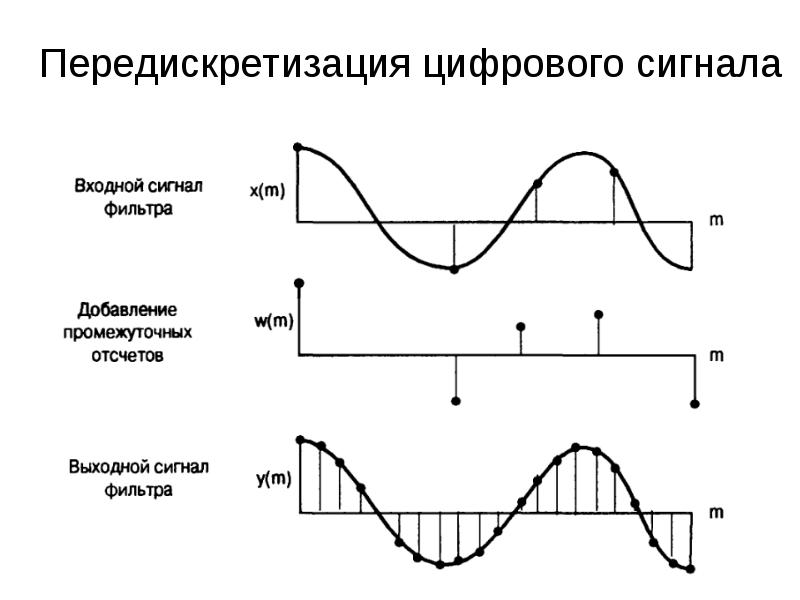 Передискретизация цифрового сигнала
Входной сигнал
фильтра
x(m)
m
Добавление
промежуточных
отсчетов
w(m)
m
Выходной сигнал
фильтра
y(m)
m